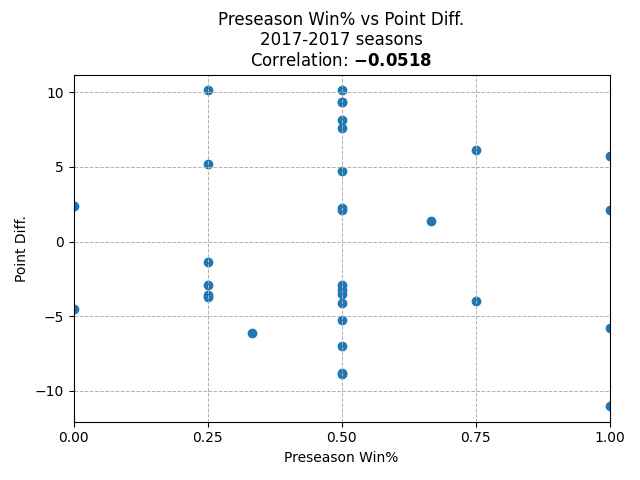 Preseason Win% vs Point Diff.
2017-2017 seasons
Correlation: −0.0518
10
5
0
−5
−10
Point Diff.
0.00 0.25 0.50 0.75 1.00
Preseason Win%